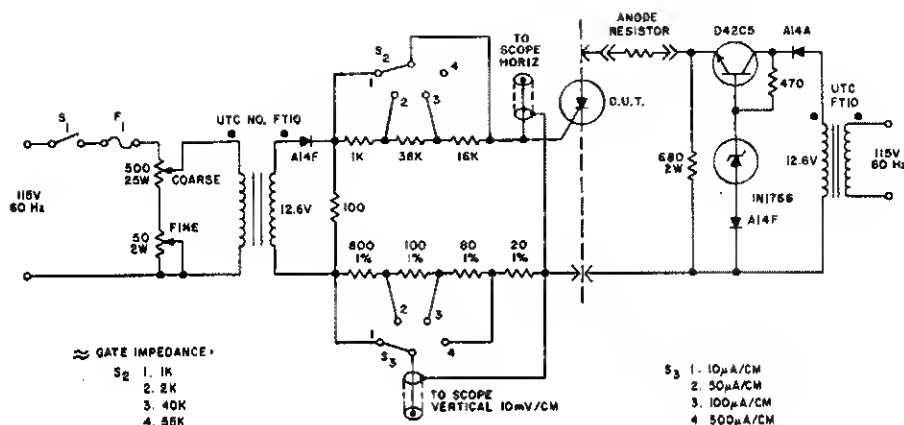 ANODE
RESISTOR
D42C5
A14A
TO
SCOPE
HORIZ
S2
1
2
3
4
D.U.T.
470
UTC
FT10
S1
F1
UTC NO. FT10
A14F
1K
38K
16K
500
25W
COARSE
115V
60 Hz
12.6V
100
680
2W
1N1766
A14F
12.6V
115V
60 Hz
50
2W
FINE
800
1%
100
1%
80
1%
20
1%
1
2
3
4
S3
TO SCOPE
VERTICAL 10mV/CM
≈ GATE IMPEDANCE:
S2 1. 1K
2. 2K
3. 40K
4. 56K
S3 1. 10μA/CM
2. 50μA/CM
3. 100μA/CM
4 500μA/CM